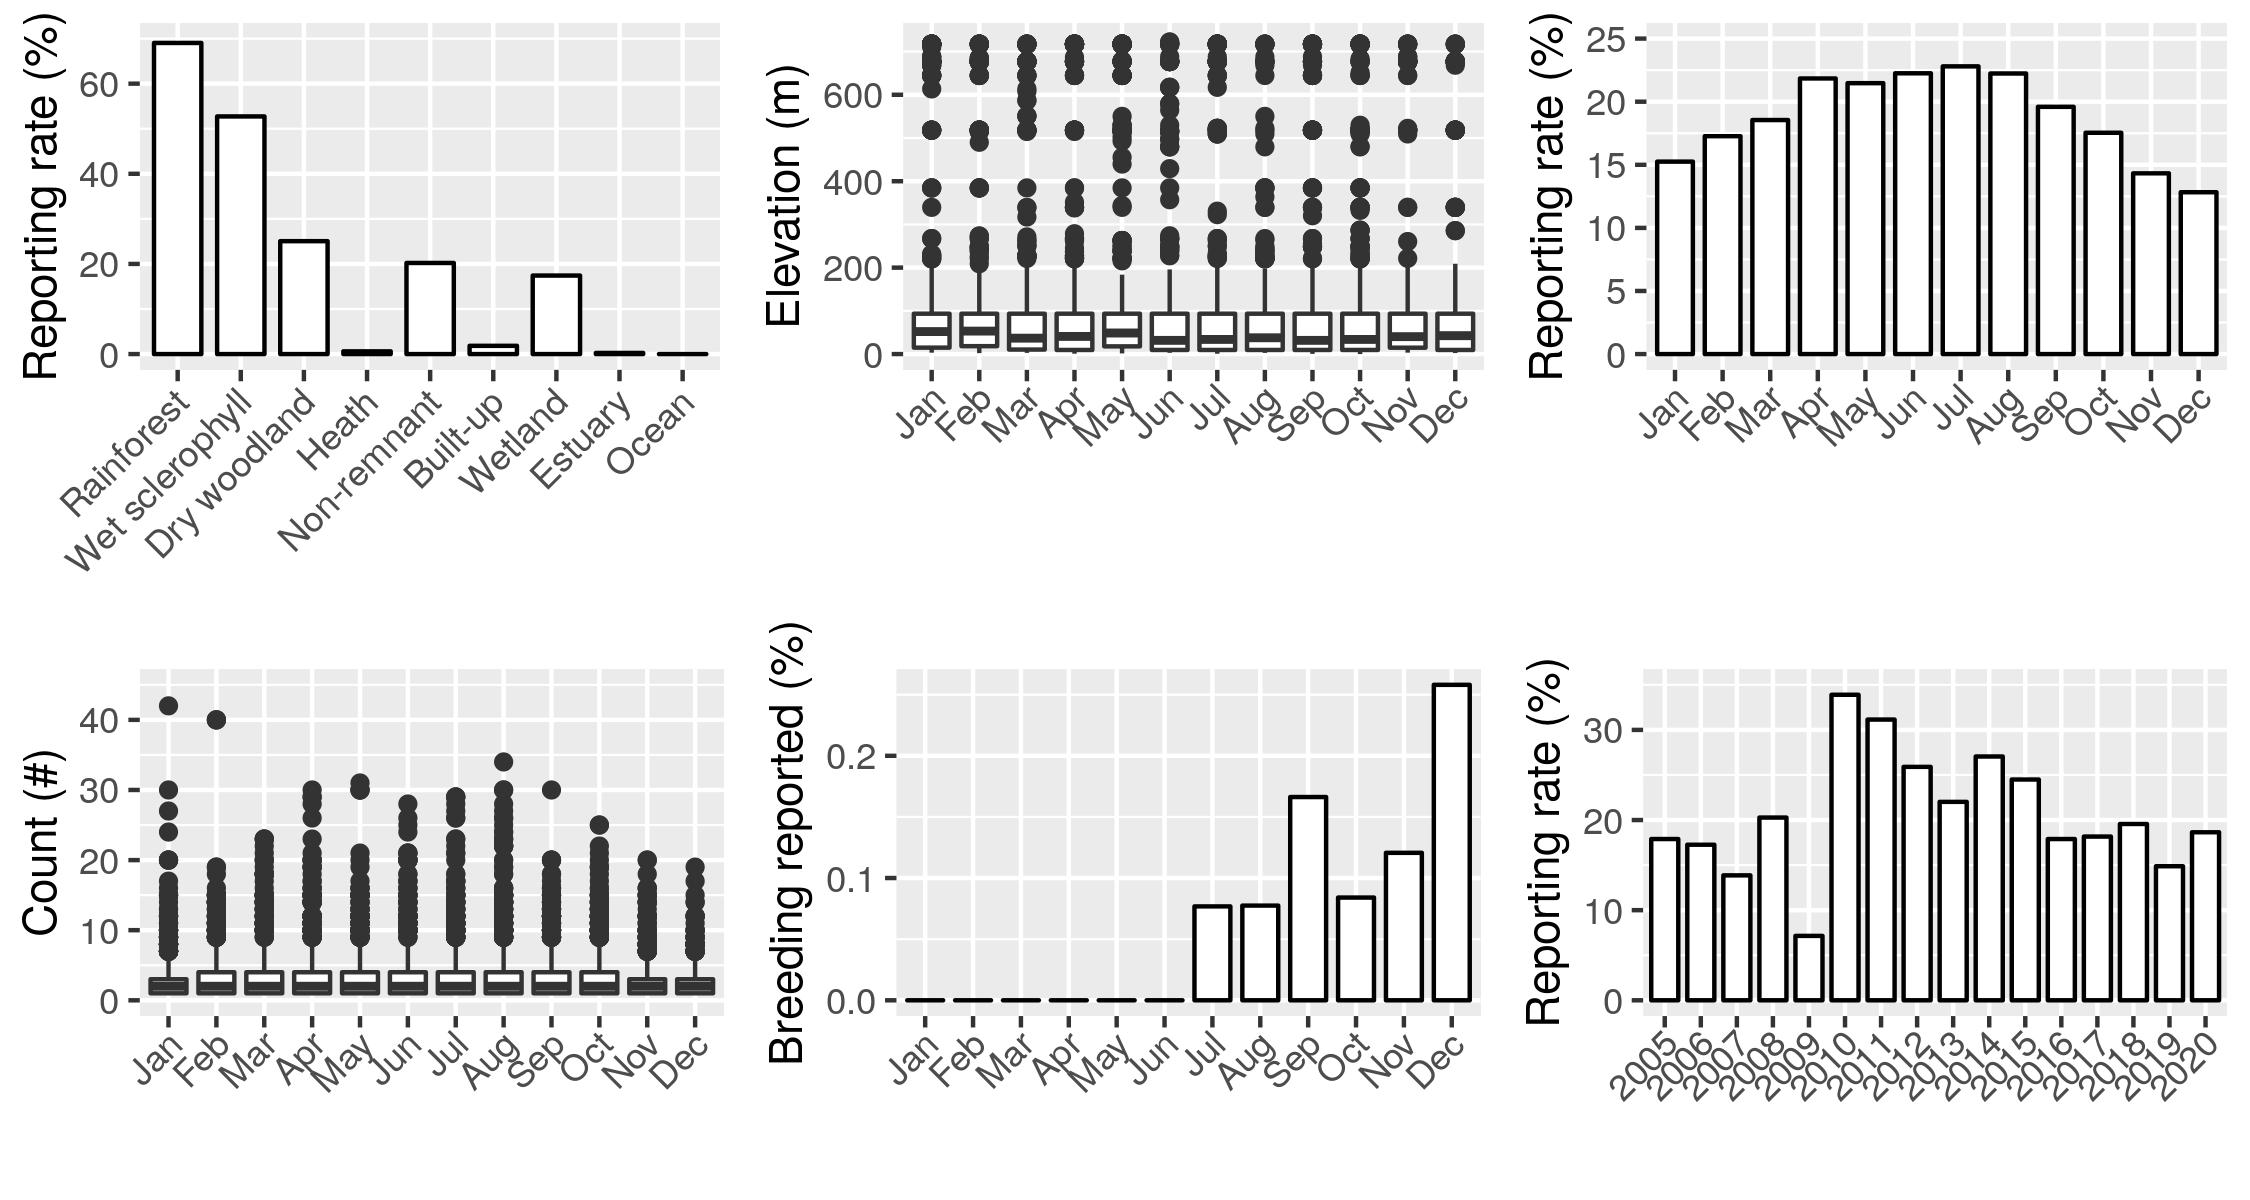 Reporting rate (%)
60
40
20
0
Rainforest
Wet sclerophyll
Dry woodland
Heath
Non-remnant
Built-up
Wetland
Estuary
Ocean
Elevation (m)
600
400
200
0
Jan
Feb
Mar
Apr
May
Jun
Jul
Aug
Sep
Oct
Nov
Dec
Reporting rate (%)
25
20
15
10
5
0
Jan
Feb
Mar
Apr
May
Jun
Jul
Aug
Sep
Oct
Nov
Dec
Count (#)
40
30
20
10
0
Jan
Feb
Mar
Apr
May
Jun
Jul
Aug
Sep
Oct
Nov
Dec
Breeding reported (%)
0.2
0.1
0.0
Jan
Feb
Mar
Apr
May
Jun
Jul
Aug
Sep
Oct
Nov
Dec
Reporting rate (%)
30
20
10
0
2005
2006
2007
2008
2009
2010
2011
2012
2013
2014
2015
2016
2017
2018
2019
2020